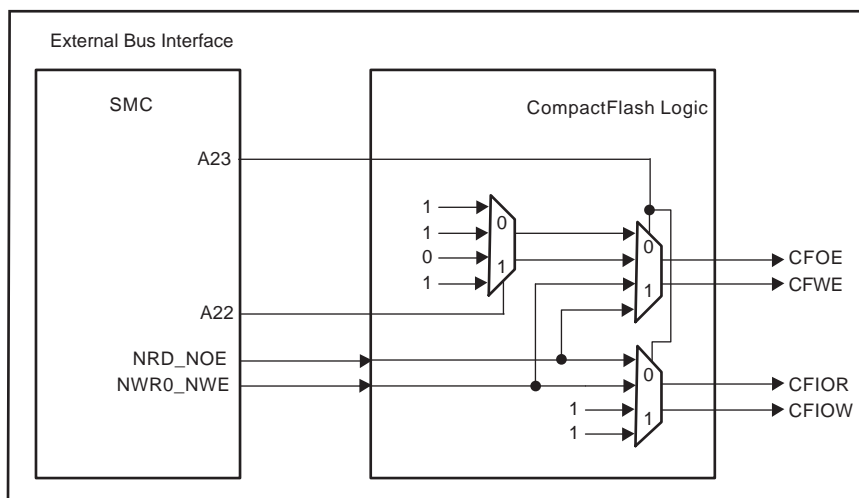 External Bus Interface
SMC
CompactFlash Logic
A23
1
1
0
1
0
1
0
1
CFOE
CFWE
A22
NRD_NOE
NWR0_NWE
1
1
0
1
CFIOR
CFIOW